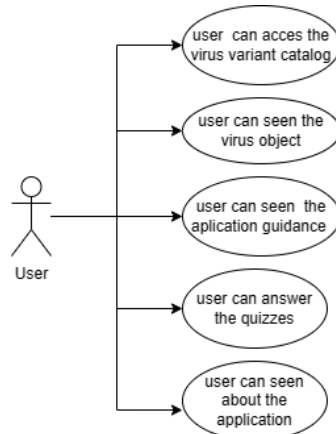 user can acces the
virus variant catalog
user can seen the
virus object
user can seen the
aplication guidance
User
user can answer
the quizzes
user can seen
about the
application